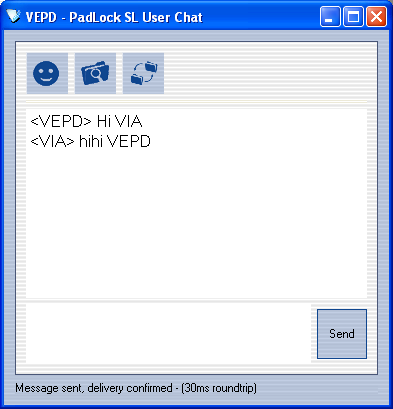 VEPD - PadLock SL User Chat
<VEPD> Hi VIA
<VIA> hihi VEPD
Send
Message sent, delivery confirmed - (30ms roundtrip)